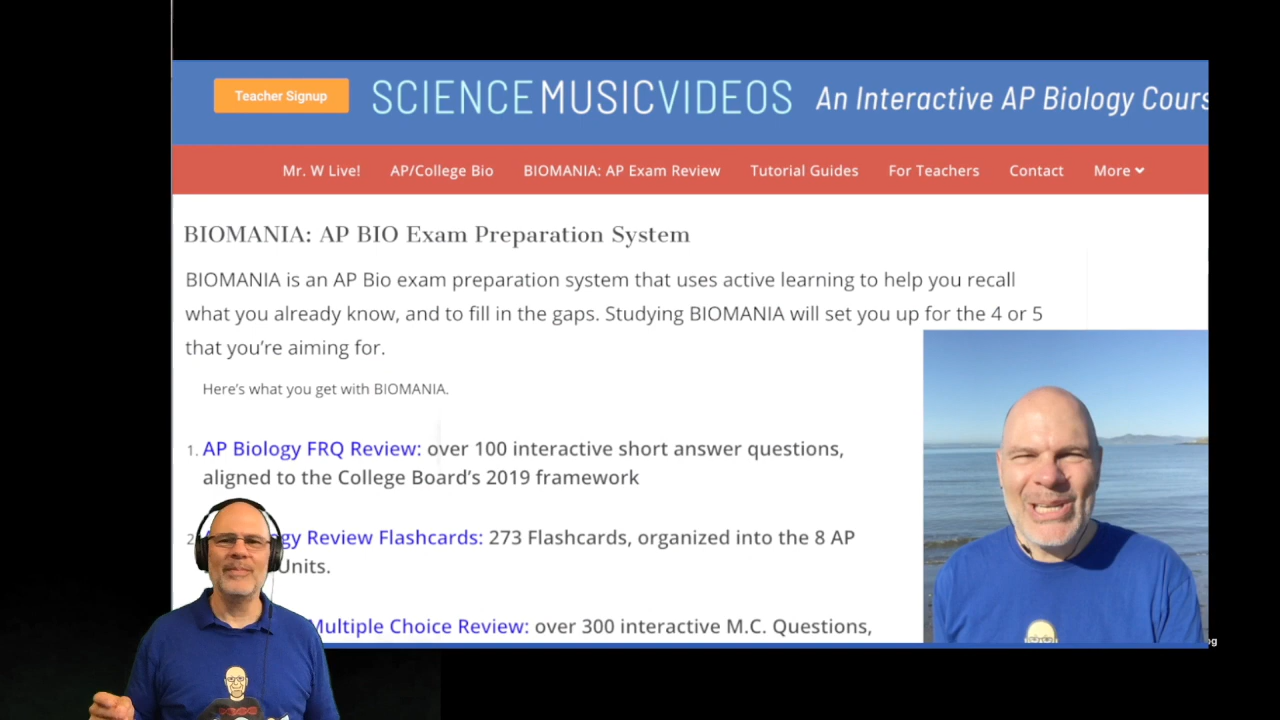 Teacher Signup
SCIENCEMUSICVIDEOS
An Interactive AP Biology
Mr. W Live!
AP/College Bio
BIOMANIA: AP Exam Review
Tutorial Guides
For Teachers
Contact
More
BIOMANIA: AP BIO Exam Preparation System
BIOMANIA is an AP Bio exam preparation system that uses active learning to help you recall
what you already know, and to fill in the gaps. Studying BIOMANIA will set you up for the 4 or 5
that you're aiming for.
Here's what you get with BIOMANIA.
1. AP Biology FRQ Review: over 100 interactive short answer questions,
aligned to the College Board's 2019 framework
2. Review Flashcards: 273 Flashcards, organized into the 8 AP
Units.
Multiple Choice Review: over 300 interactive M.C. Questions,